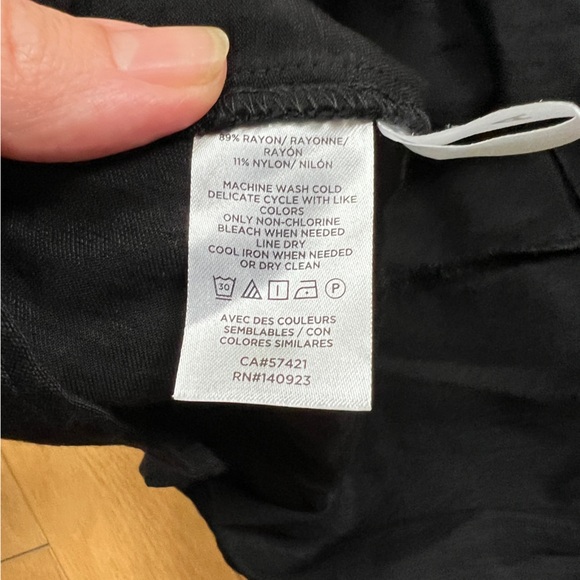 89% RAYON/ RAYONNE/
RAYÓN
11% NYLON/ NILÓN
MACHINE WASH COLD
DELICATE CYCLE WITH LIKE
COLORS
ONLY NON-CHLORINE
BLEACH WHEN NEEDED
LINE DRY
COOL IRON WHEN NEEDED
OR DRY CLEAN
30 P
AVEC DES COULEURS
SEMBLABLES / CON
COLORES SIMILARES
CA#57421
RN#140923